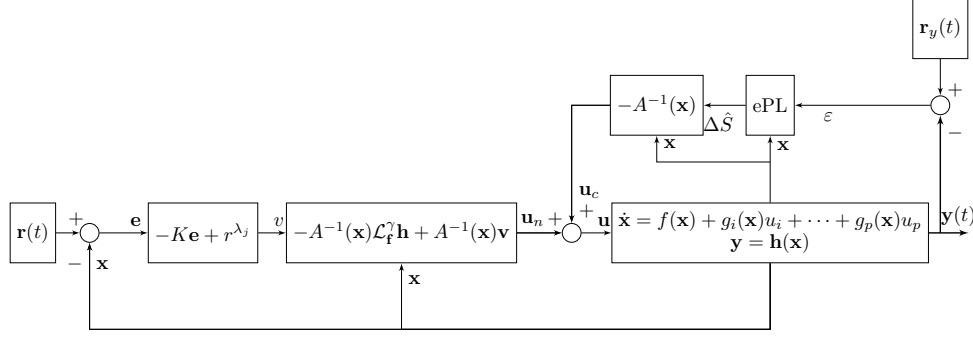 r_y(t)
+
−A⁻¹(x)
ePL
ΔŜ
ε
−
x
x
u_c
+
r(t)
+
e
−Ke + r^{λ_j}
v
−A⁻¹(x)ℒ_f^γ h + A⁻¹(x)v
u_n
+
u
ẋ = f(x) + g_i(x)u_i + ⋯ + g_p(x)u_p
y = h(x)
y(t)
−
x
x